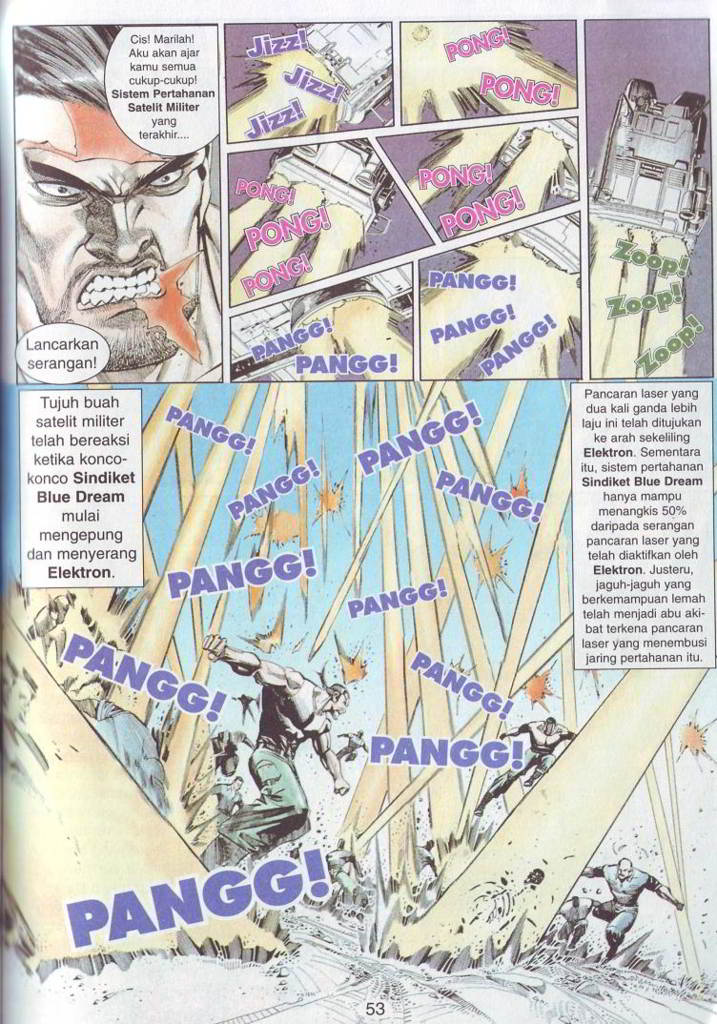 Cis! Marilah!
Aku akan ajar
kamu semua
cukup-cukup!
Sistem Pertahanan
Satelit Militer
yang
terakhir....
Lancarkan
serangan!
Jizz!
Jizz!
Jizz!
PONG!
PONG!
PONG!
PONG!
PONG!
PONG!
PONG!
PANGG!
PANGG!
PANGG!
PANGG!
PANGG!
Zoop!
Zoop!
Zoop!
Tujuh buah
satelit militer
telah bereaksi
ketika konco-
konco Sindiket
Blue Dream
mulai
mengepung
dan menyerang
Elektron.
Pancaran laser yang
dua kali ganda lebih
laju ini telah ditujukan
ke arah sekeliling
Elektron. Sementara
itu, sistem pertahanan
Sindiket Blue Dream
hanya mampu
menangkis 50%
daripada serangan
pancaran laser yang
telah diaktifkan oleh
Elektron. Justeru,
jaguh-jaguh yang
berkemampuan lemah
telah menjadi abu aki-
bat terkena pancaran
laser yang menembusi
jaring pertahanan itu.
PANGG!
PANGG!
PANGG!
PANGG!
PANGG!
PANGG!
PANGG!
PANGG!
PANGG!
PANGG!
53